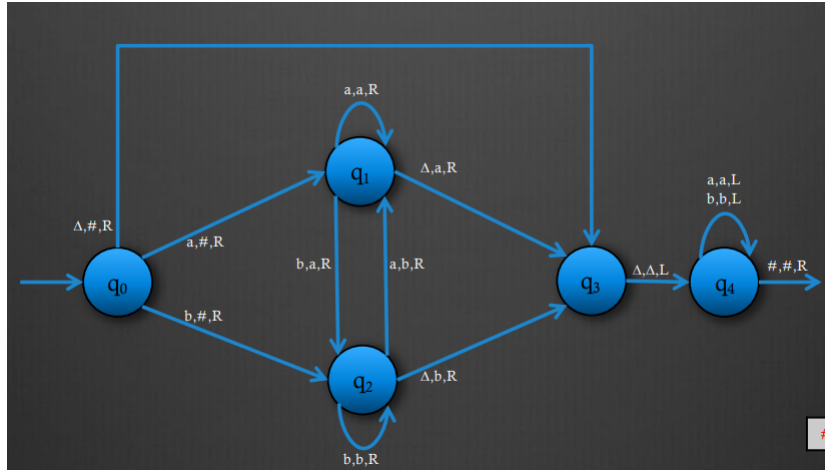 a,a,R
q₁
Δ,a,R
a,a,L
b,b,L
Δ,#,R
a,#,R
b,a,R
a,b,R
q₀
q₃
Δ,Δ,L
q₄
#,#,R
b,#,R
q₂
Δ,b,R
b,b,R
#